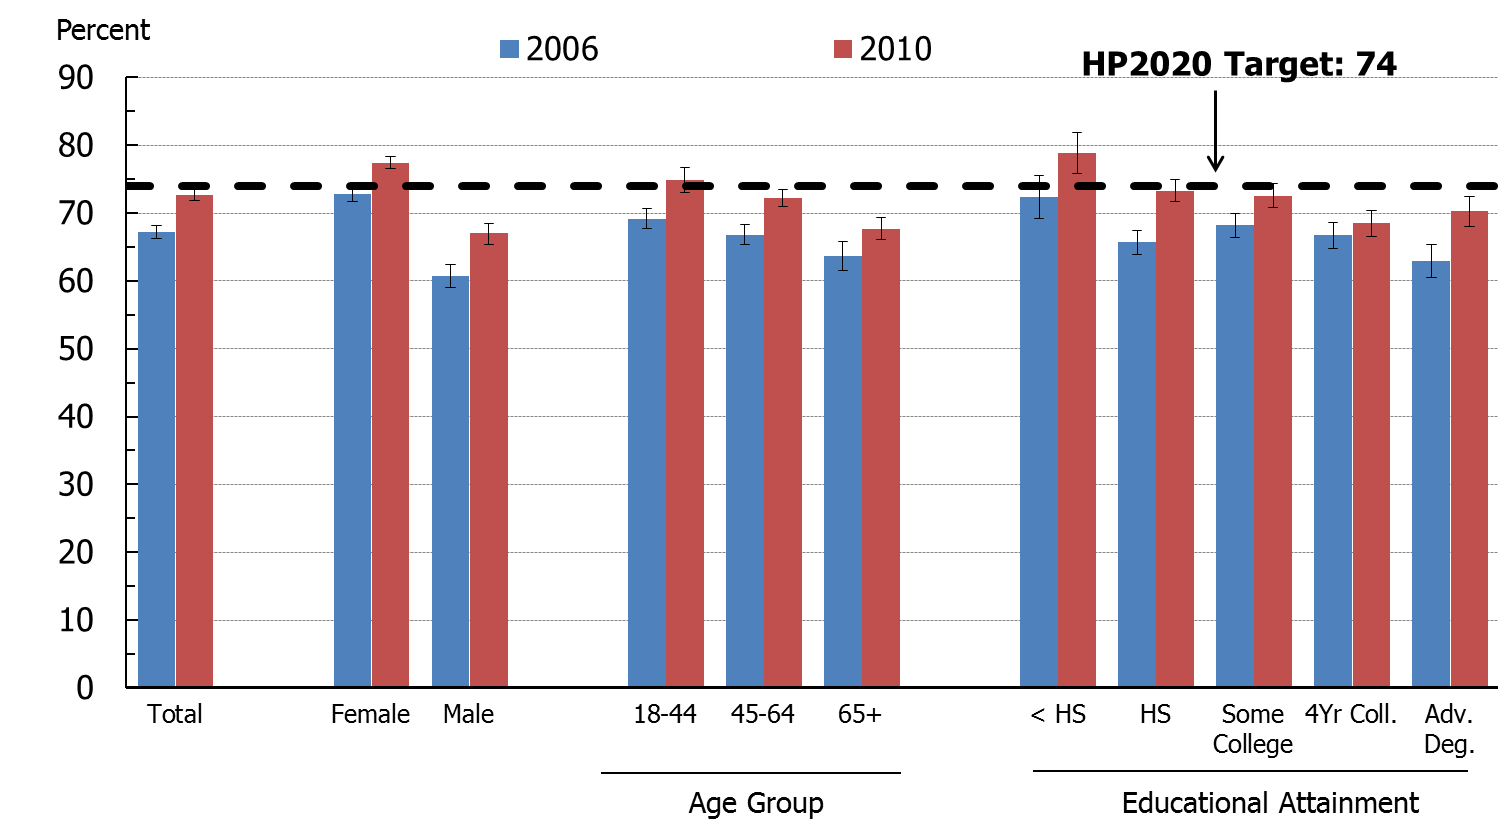 Percent
2006
2010
HP2020 Target: 74
90
80
70
60
50
40
30
20
10
0
Total
Female
Male
18-44
45-64
65+
< HS
HS
Some
College
4Yr Coll.
Adv.
Deg.
Age Group
Educational Attainment